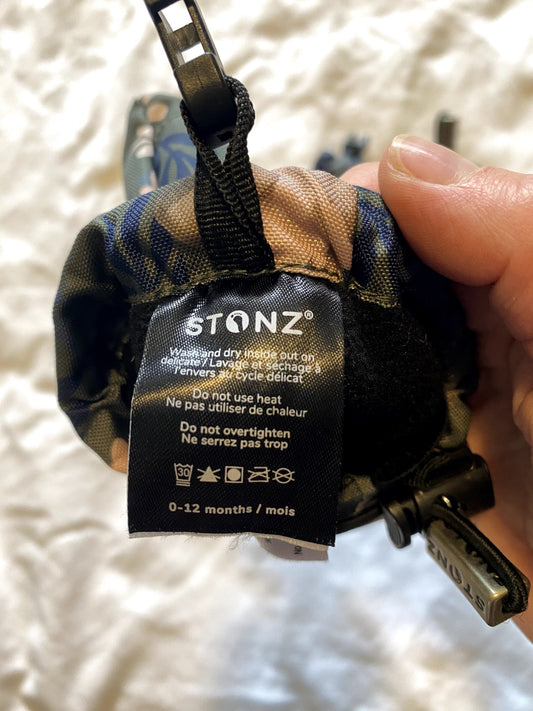 STONZ®
Wash and dry inside out on
delicate / Lavage et séchage à
l'envers au cycle délicat
Do not use heat
Ne pas utiliser de chaleur
Do not overtighten
Ne serrez pas trop
30
0-12 months / mois
STONZ